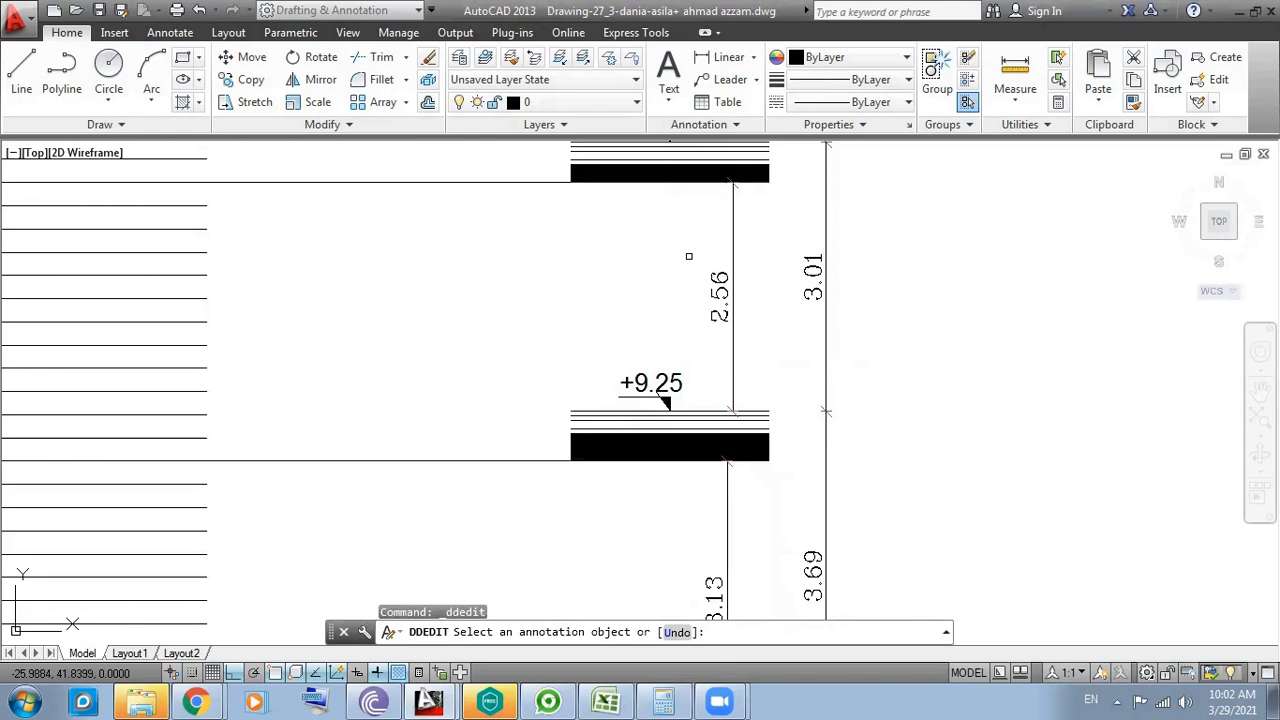 Drafting & Annotation
AutoCAD 2013 Drawing-27_3-dania-asila+ ahmad azzam.dwg
Type a keyword or phrase
Sign In
Home Insert Annotate Layout Parametric View Manage Output Plug-ins Online Express Tools
Line
Polyline
Circle
Arc
Draw
Move
Rotate
Trim
Copy
Mirror
Fillet
Stretch
Scale
Array
Modify
Unsaved Layer State
0
Layers
Text
Linear
Leader
Table
Annotation
ByLayer
ByLayer
ByLayer
Properties
Group
Groups
Measure
Utilities
Paste
Clipboard
Insert
Create
Edit
Block
[−][Top][2D Wireframe]
N
W
TOP
E
S
WCS
2.56
3.01
+9.25
3.69
Y
X
Command: _ddedit
DDEDIT Select an annotation object or [Undo]:
Model Layout1 Layout2
-25.9884, 41.8399, 0.0000
MODEL
1:1
FREE
EN
10:02 AM
3/29/2021